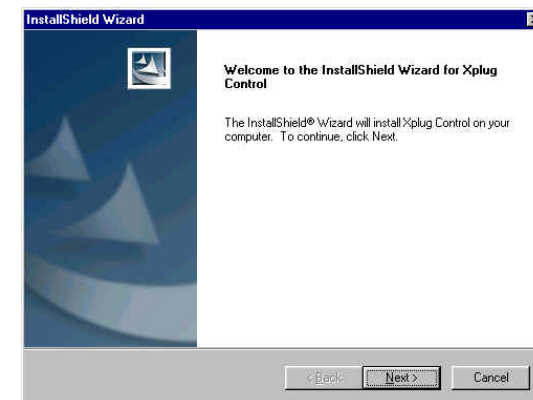 InstallShield Wizard
Welcome to the InstallShield Wizard for Xplug
Control
The InstallShield® Wizard will install Xplug Control on your
computer. To continue, click Next.
< Back
Next >
Cancel